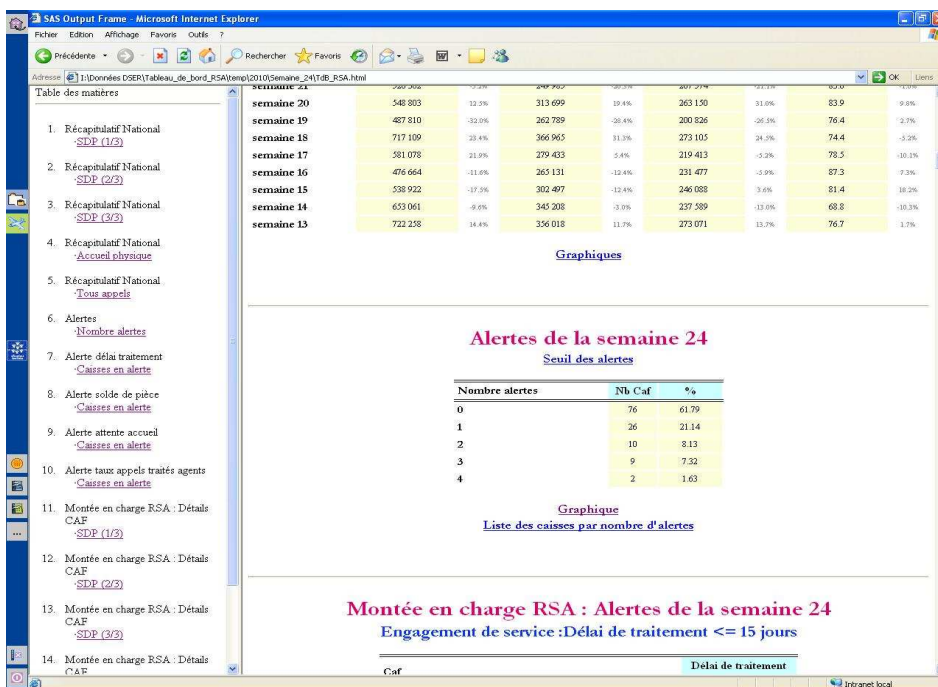 SAS Output Frame - Microsoft Internet Explorer
Fichier Edition Affichage Favoris Outils ?
Précédente Rechercher Favoris
Adresse I:\Données DSER\Tableau_de_bord_RSA\temp\2010\Semaine_24\TdB_RSA.html OK Liens
Table des matières
1. Récapitulatif National
·SDP (1/3)
2. Récapitulatif National
·SDP (2/3)
3. Récapitulatif National
·SDP (3/3)
4. Récapitulatif National
·Accueil physique
5. Récapitulatif National
·Tous appels
6. Alertes
·Nombre alertes
7. Alerte délai traitement
·Caisses en alerte
8. Alerte solde de pièce
·Caisses en alerte
9. Alerte attente accueil
·Caisses en alerte
10. Alerte taux appels traités agents
·Caisses en alerte
11. Montée en charge RSA : Détails
CAF
·SDP (1/3)
12. Montée en charge RSA : Détails
CAF
·SDP (2/3)
13. Montée en charge RSA : Détails
CAF
·SDP (3/3)
14. Montée en charge RSA : Détails
CAF
semaine 21
semaine 20 548 803 12.5% 313 699 19.4% 263 150 31.0% 83.9 9.8%
semaine 19 487 810 -32.0% 262 789 -28.4% 200 826 -26.5% 76.4 2.7%
semaine 18 717 109 23.4% 366 965 31.3% 273 105 24.5% 74.4 -5.2%
semaine 17 581 078 21.9% 279 433 5.4% 219 413 -5.2% 78.5 -10.1%
semaine 16 476 664 -11.6% 265 131 -12.4% 231 477 -5.9% 87.3 7.3%
semaine 15 538 922 -17.5% 302 497 -12.4% 246 088 3.6% 81.4 18.2%
semaine 14 653 061 -9.6% 345 208 -3.0% 237 589 -13.0% 68.8 -10.3%
semaine 13 722 258 14.4% 356 018 11.7% 273 071 13.7% 76.7 1.7%
Graphiques
Alertes de la semaine 24
Seuil des alertes
Nombre alertes Nb Caf %
0 76 61.79
1 26 21.14
2 10 8.13
3 9 7.32
4 2 1.63
Graphique
Liste des caisses par nombre d'alertes
Montée en charge RSA : Alertes de la semaine 24
Engagement de service :Délai de traitement <= 15 jours
Caf Délai de traitement
Intranet local